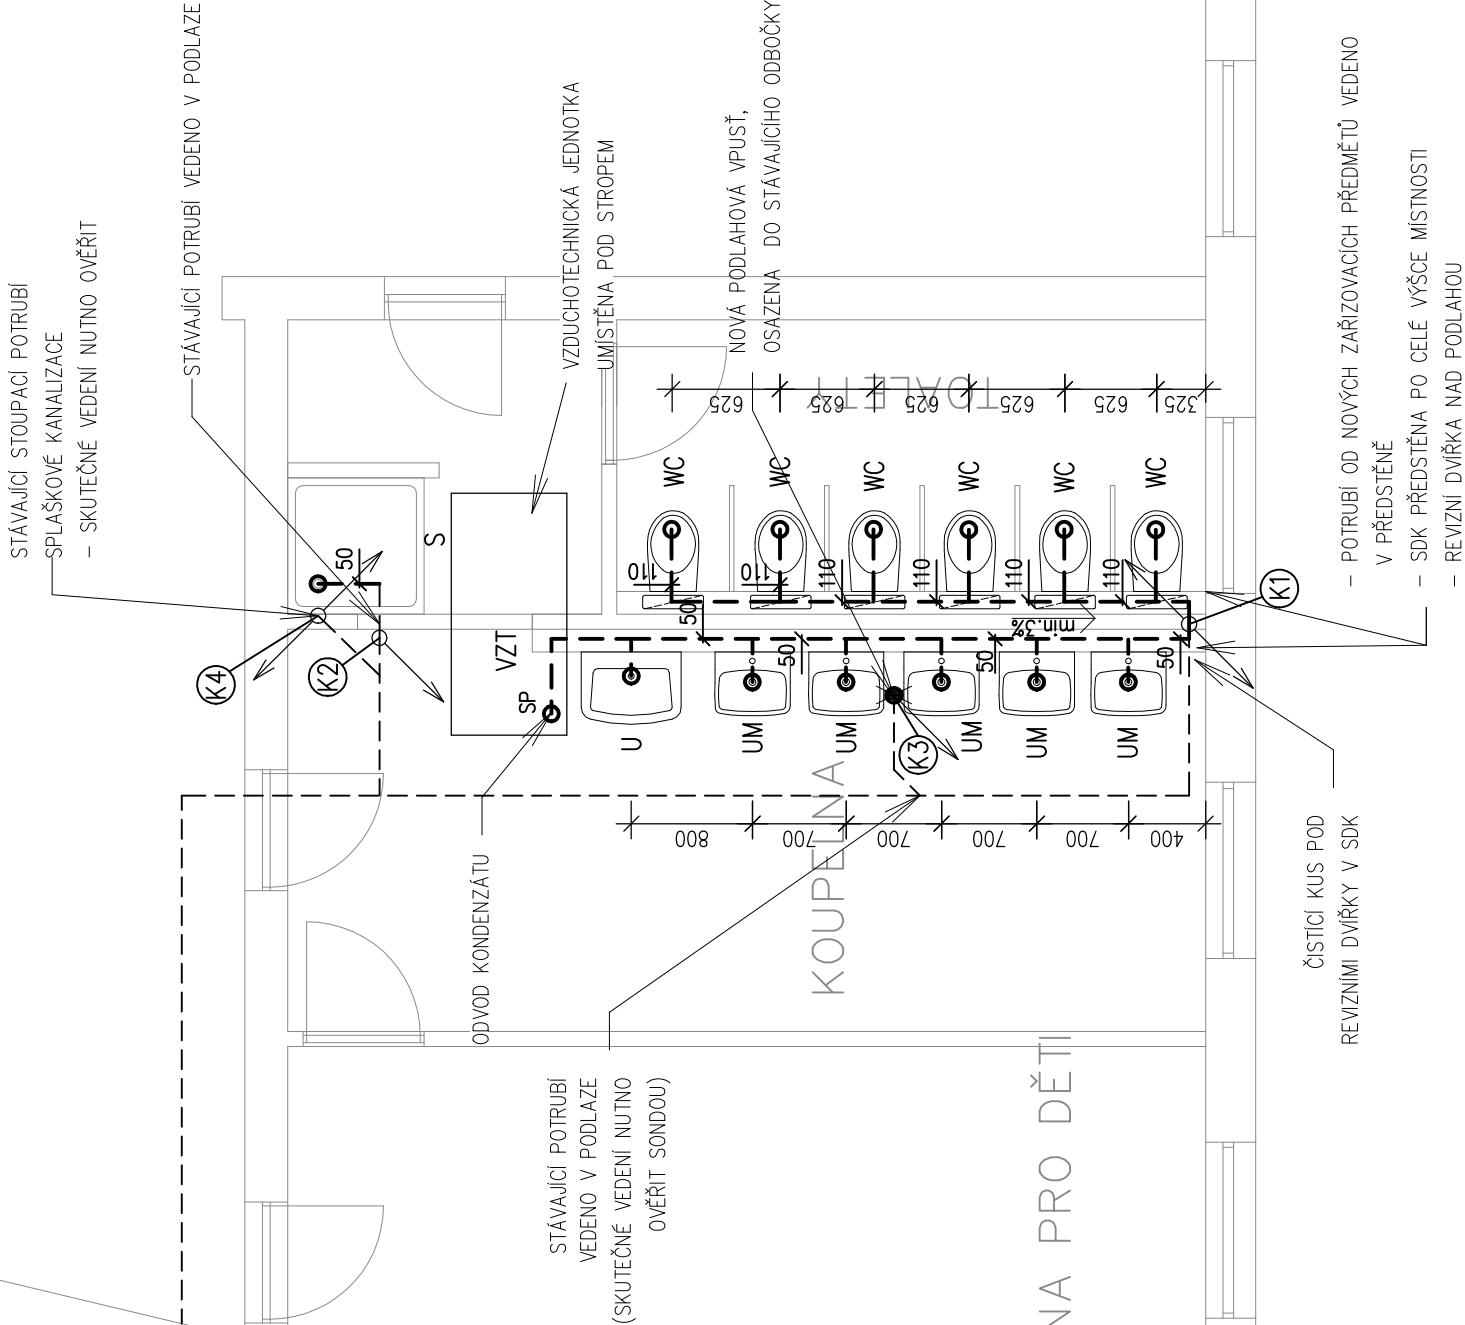 STÁVAJÍCÍ STOUPACÍ POTRUBÍ
SPLAŠKOVÉ KANALIZACE
- SKUTEČNÉ VEDENÍ NUTNO OVĚŘIT
STÁVAJÍCÍ POTRUBÍ VEDENO V PODLAZE
VZDUCHOTECHNICKÁ JEDNOTKA
UMÍSTĚNA POD STROPEM
NOVÁ PODLAHOVÁ VPUSŤ,
OSAZENA DO STÁVAJÍCÍHO ODBOČKY
- POTRUBÍ OD NOVÝCH ZAŘIZOVACÍCH PŘEDMĚTŮ VEDENO
V PŘEDSTĚNĚ
- SDK PŘEDSTĚNA PO CELÉ VÝŠCE MÍSTNOSTI
- REVIZNÍ DVÍŘKA NAD PODLAHOU
TOALETY
625
625
625
625
625
325
WC
WC
WC
WC
WC
WC
110
110
110
110
110
50
50
50
50
50
min.3%
S
VZT
SP
K4
K2
K3
K1
U
UM
UM
UM
UM
UM
800
700
700
700
700
400
KOUPELNA
ODVOD KONDENZÁTU
ČISTÍCÍ KUS POD
REVIZNÍMI DVÍŘKY V SDK
STÁVAJÍCÍ POTRUBÍ
VEDENO V PODLAZE
(SKUTEČNÉ VEDENÍ NUTNO
OVĚŘIT SONDOU)
NA PRO DĚTI